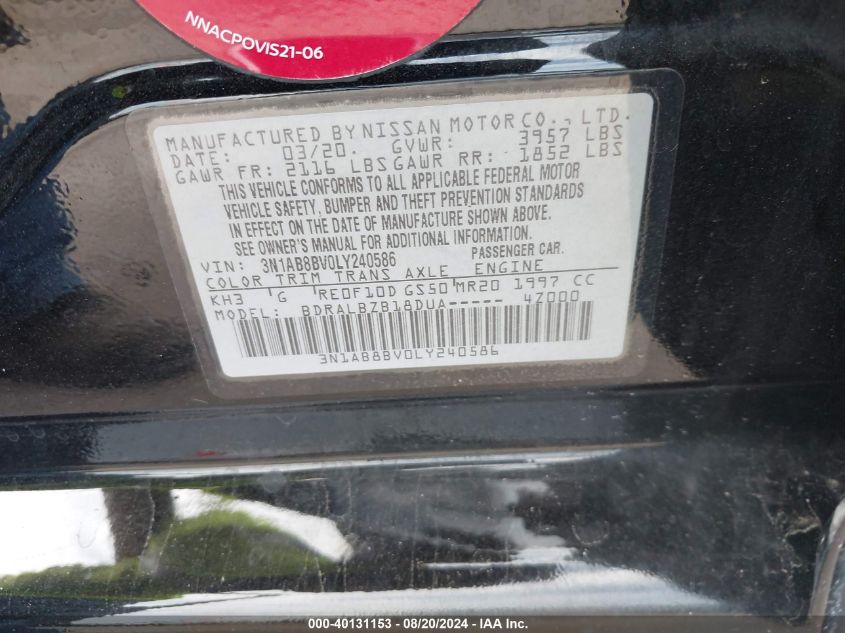 NNACPOVIS21-06
MANUFACTURED BY NISSAN MOTOR CO., LTD.
DATE: 03/20. GVWR: 3957 LBS
GAWR FR: 2116 LBS GAWR RR: 1852 LBS
THIS VEHICLE CONFORMS TO ALL APPLICABLE FEDERAL MOTOR
VEHICLE SAFETY, BUMPER AND THEFT PREVENTION STANDARDS
IN EFFECT ON THE DATE OF MANUFACTURE SHOWN ABOVE.
SEE OWNER'S MANUAL FOR ADDITIONAL INFORMATION.
VIN: 3N1AB8BV0LY240586 PASSENGER CAR.
COLOR TRIM TRANS AXLE ENGINE
KH3 G RE0F10D GS50 MR20 1997 CC
MODEL: BDRALBZB18DUA----- 4Z000
3N1AB8BV0LY240586
000-40131153 - 08/20/2024 - IAA Inc.